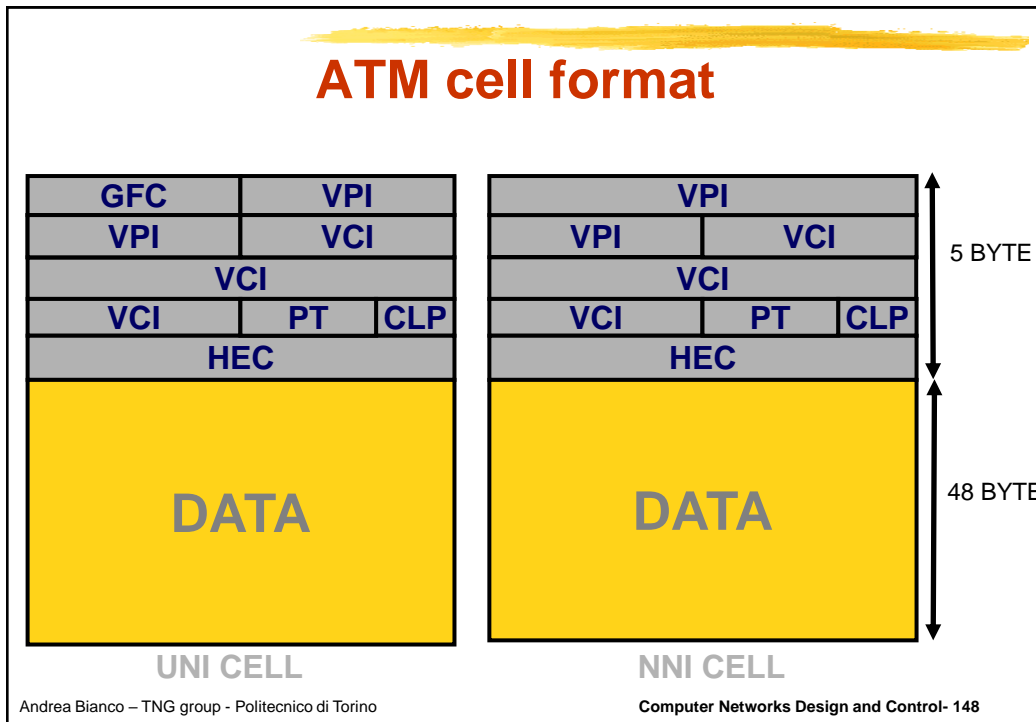 ATM cell format
GFC VPI
VPI VCI
VCI
VCI PT CLP
HEC
DATA
UNI CELL
VPI
VPI VCI
VCI
VCI PT CLP
HEC
DATA
NNI CELL
5 BYTE
48 BYTE
Andrea Bianco – TNG group - Politecnico di Torino
Computer Networks Design and Control- 148